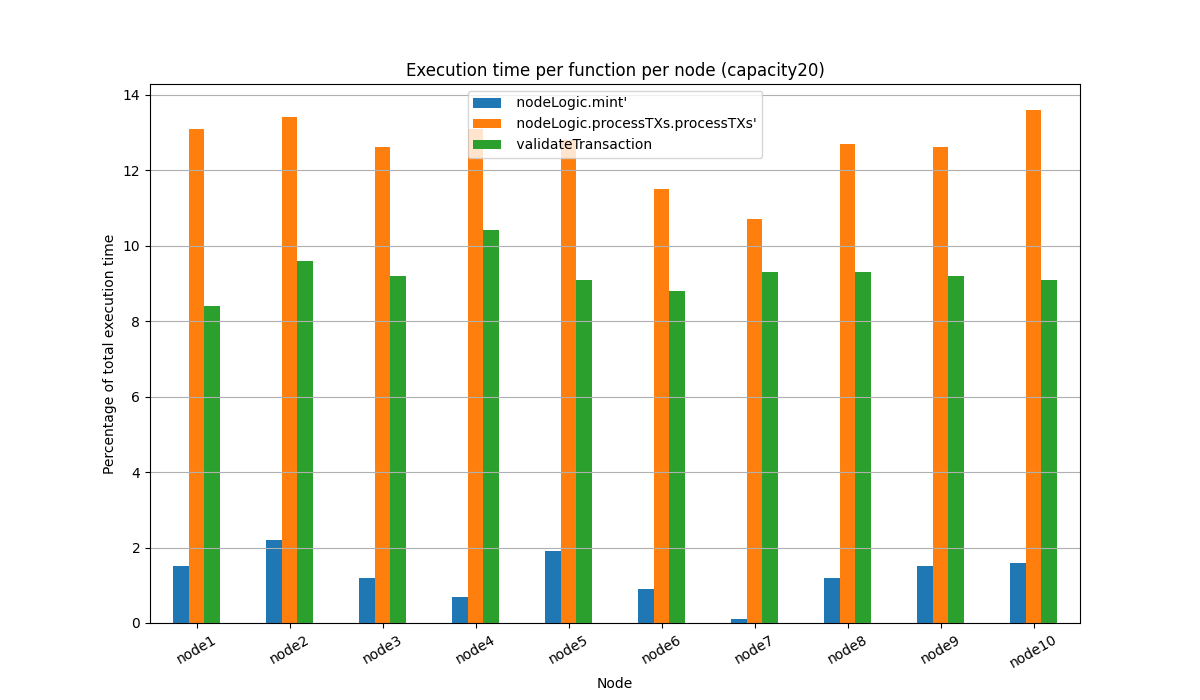 Execution time per function per node (capacity20)
nodeLogic.mint'
nodeLogic.processTXs.processTXs'
validateTransaction
Percentage of total execution time
14
12
10
8
6
4
2
0
node1 node2 node3 node4 node5 node6 node7 node8 node9 node10
Node